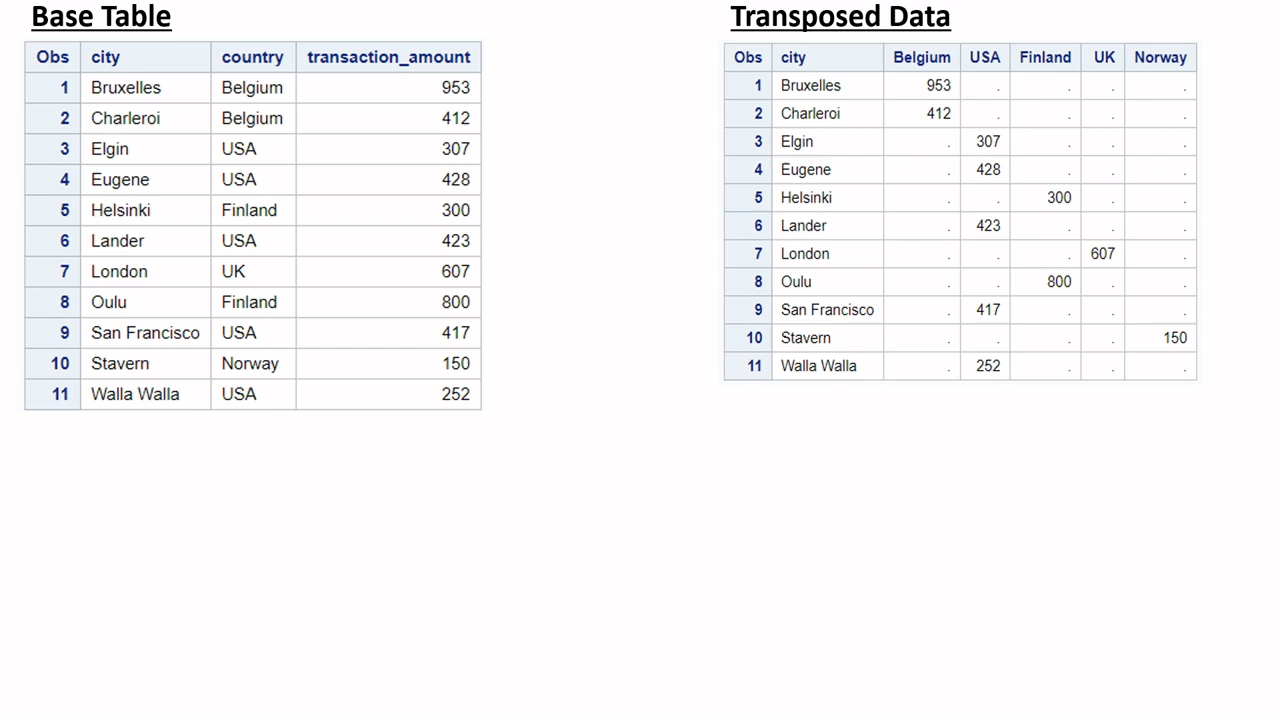 Base Table
Obs city country transaction_amount
1 Bruxelles Belgium 953
2 Charleroi Belgium 412
3 Elgin USA 307
4 Eugene USA 428
5 Helsinki Finland 300
6 Lander USA 423
7 London UK 607
8 Oulu Finland 800
9 San Francisco USA 417
10 Stavern Norway 150
11 Walla Walla USA 252
Transposed Data
Obs city Belgium USA Finland UK Norway
1 Bruxelles 953 . . . .
2 Charleroi 412 . . . .
3 Elgin . 307 . . .
4 Eugene . 428 . . .
5 Helsinki . . 300 . .
6 Lander . 423 . . .
7 London . . . 607 .
8 Oulu . . 800 . .
9 San Francisco . 417 . . .
10 Stavern . . . . 150
11 Walla Walla . 252 . . .